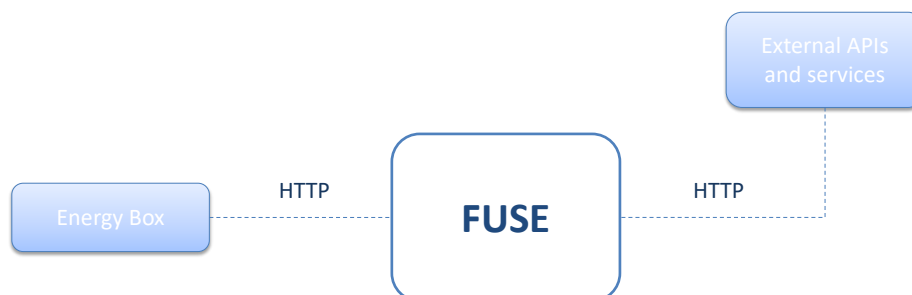 External APIs
and services
HTTP
HTTP
Energy Box
FUSE